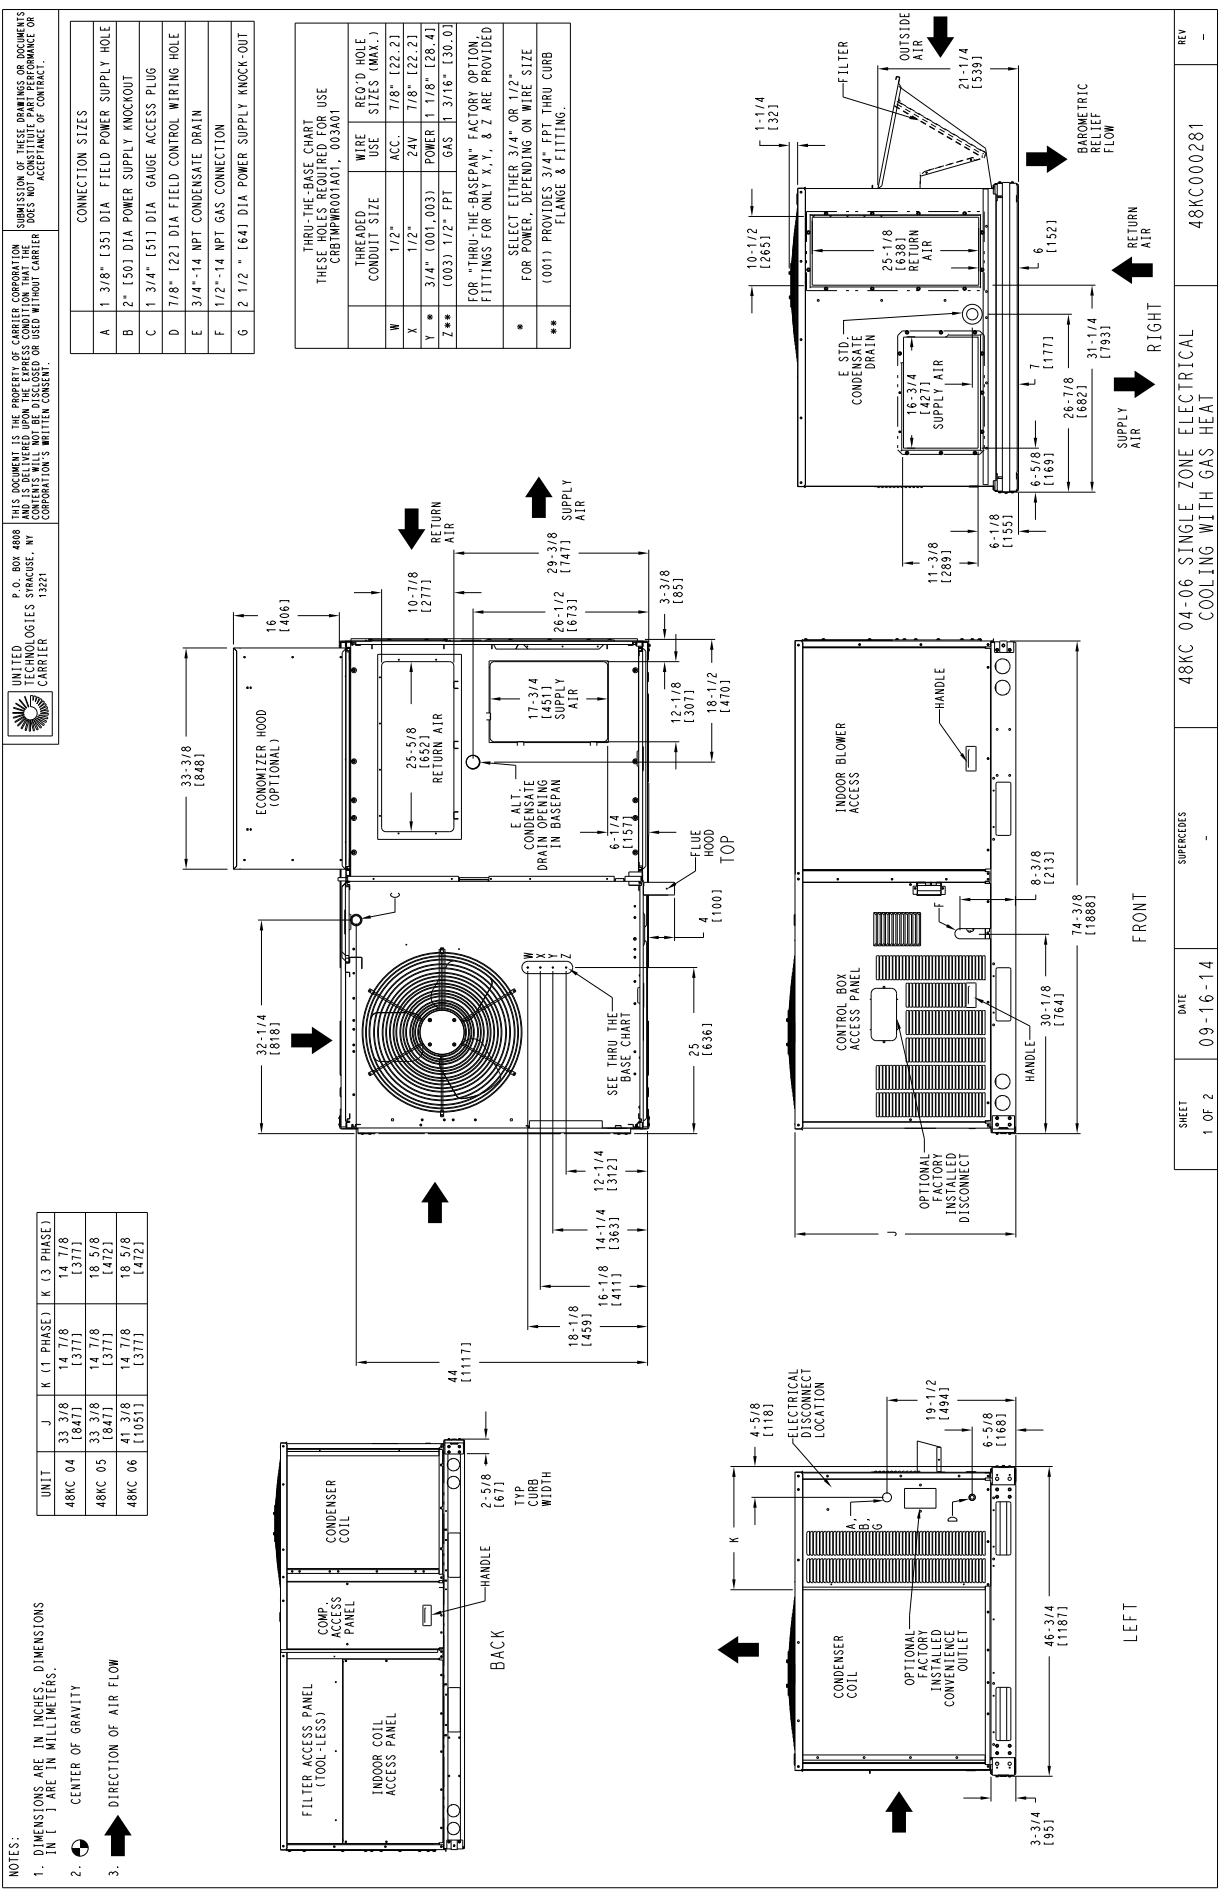 NOTES:
1. DIMENSIONS ARE IN INCHES, DIMENSIONS
IN [ ] ARE IN MILLIMETERS.
2. CENTER OF GRAVITY
3. DIRECTION OF AIR FLOW
UNIT J K (1 PHASE) K (3 PHASE)
48KC 04 33 3/8 [847] 14 7/8 [377] 14 7/8 [377]
48KC 05 33 3/8 [847] 14 7/8 [377] 18 5/8 [472]
48KC 06 41 3/8 [1051] 14 7/8 [377] 18 5/8 [472]
UNITED
TECHNOLOGIES
CARRIER
P.O. BOX 4808
SYRACUSE, NY
13221
THIS DOCUMENT IS THE PROPERTY OF CARRIER CORPORATION
AND IS DELIVERED UPON THE EXPRESS CONDITION THAT THE
CONTENTS WILL NOT BE DISCLOSED OR USED WITHOUT CARRIER
CORPORATION'S WRITTEN CONSENT.
SUBMISSION OF THESE DRAWINGS OR DOCUMENTS
DOES NOT CONSTITUTE PART PERFORMANCE OR
ACCEPTANCE OF CONTRACT.
CONNECTION SIZES
A 1 3/8" [35] DIA FIELD POWER SUPPLY HOLE
B 2" [50] DIA POWER SUPPLY KNOCKOUT
C 1 3/4" [51] DIA GAUGE ACCESS PLUG
D 7/8" [22] DIA FIELD CONTROL WIRING HOLE
E 3/4"-14 NPT CONDENSATE DRAIN
F 1/2"-14 NPT GAS CONNECTION
G 2 1/2 " [64] DIA POWER SUPPLY KNOCK-OUT
THRU-THE-BASE CHART
THESE HOLES REQUIRED FOR USE
CRBTMPWR001A01, 003A01
THREADED CONDUIT SIZE WIRE USE REQ'D HOLE SIZES (MAX.)
W 1/2" ACC. 7/8" [22.2]
X 1/2" 24V 7/8" [22.2]
Y * 3/4" (001,003) POWER 1 1/8" [28.4]
Z ** (003) 1/2" FPT GAS 1 3/16" [30.0]
FOR "THRU-THE-BASEPAN" FACTORY OPTION,
FITTINGS FOR ONLY X,Y, & Z ARE PROVIDED
* SELECT EITHER 3/4" OR 1/2"
FOR POWER, DEPENDING ON WIRE SIZE
** (001) PROVIDES 3/4" FPT THRU CURB
FLANGE & FITTING.
FILTER ACCESS PANEL
(TOOL-LESS)
INDOOR COIL
ACCESS PANEL
COMP.
ACCESS
PANEL
CONDENSER
COIL
HANDLE
2-5/8
[67]
TYP
CURB
WIDTH
BACK
33-3/8
[848]
16
[406]
ECONOMIZER HOOD
(OPTIONAL)
32-1/4
[818]
C
10-7/8
[277]
RETURN
AIR
SUPPLY
AIR
25-5/8
[652]
RETURN AIR
17-3/4
[451]
SUPPLY
AIR
29-3/8
[747]
26-1/2
[673]
3-3/8
[85]
12-1/8
[307]
18-1/2
[470]
E ALT.
CONDENSATE
DRAIN OPENING
IN BASEPAN
6-1/4
[157]
FLUE
HOOD
4
[100]
W
X
Y
Z
SEE THRU THE
BASE CHART
25
[636]
12-1/4
[312]
14-1/4
[363]
16-1/8
[411]
18-1/8
[459]
44
[1117]
TOP
K
4-5/8
[118]
ELECTRICAL
DISCONNECT
LOCATION
A,
B,
G
D
19-1/2
[494]
6-5/8
[168]
CONDENSER
COIL
OPTIONAL
FACTORY
INSTALLED
CONVENIENCE
OUTLET
46-3/4
[1187]
3-3/4
[95]
LEFT
J
CONTROL BOX
ACCESS PANEL
INDOOR BLOWER
ACCESS
HANDLE
HANDLE
OPTIONAL
FACTORY
INSTALLED
DISCONNECT
F
8-3/8
[213]
30-1/8
[764]
74-3/8
[1888]
FRONT
1-1/4
[32]
10-1/2
[265]
FILTER
OUTSIDE
AIR
21-1/4
[539]
BAROMETRIC
RELIEF
FLOW
E STD.
CONDENSATE
DRAIN
16-3/4
[427]
SUPPLY AIR
25-1/8
[638]
RETURN
AIR
11-3/8
[289]
6-1/8
[155]
6-5/8
[169]
7
[177]
6
[152]
26-7/8
[682]
31-1/4
[793]
SUPPLY
AIR
RETURN
AIR
RIGHT
SHEET
1 OF 2
DATE
09-16-14
SUPERCEDES
-
48KC 04-06 SINGLE ZONE ELECTRICAL
COOLING WITH GAS HEAT
48KC000281
REV
-